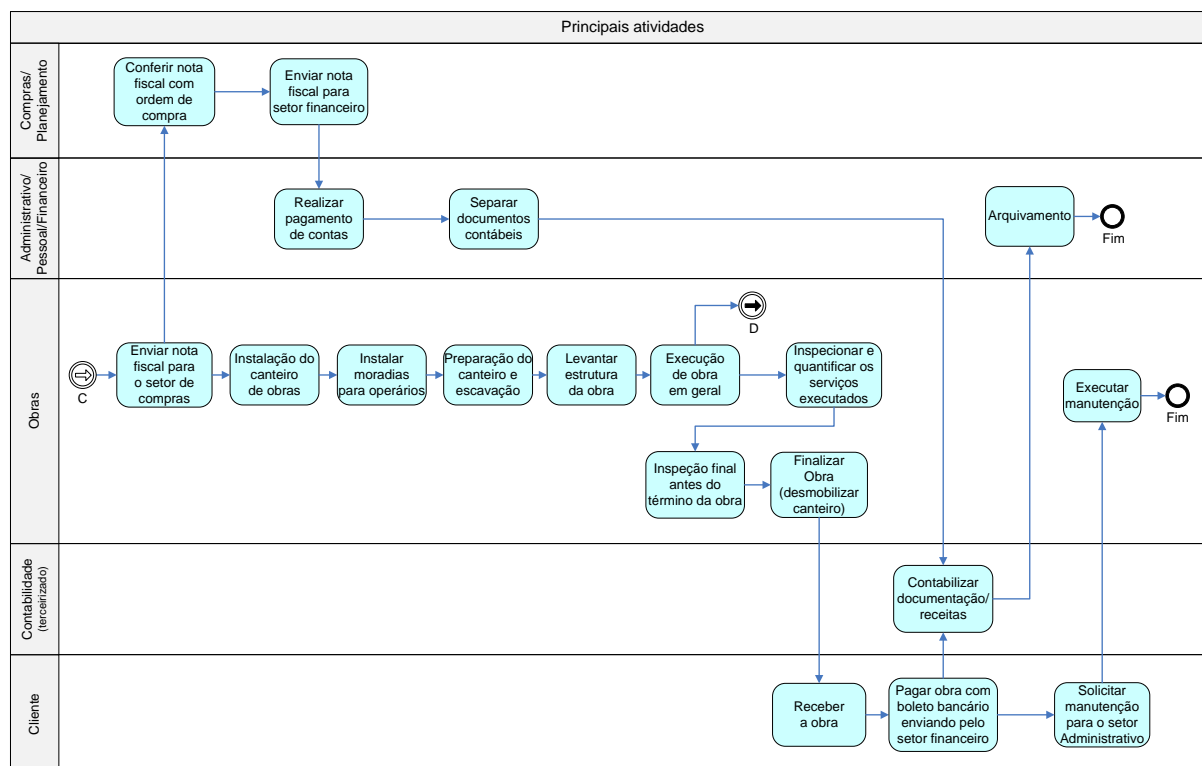 Principais atividades
Compras/
Planejamento
Conferir nota
fiscal com
ordem de
compra
Enviar nota
fiscal para
setor financeiro
Administrativo/
Pessoal/Financeiro
Realizar
pagamento
de contas
Separar
documentos
contábeis
Arquivamento
Fim
Obras
C
Enviar nota
fiscal para
o setor de
compras
Instalação do
canteiro
de obras
Instalar
moradias
para operários
Preparação do
canteiro e
escavação
Levantar
estrutura
da obra
Execução
de obra
em geral
D
Inspecionar e
quantificar os
serviços
executados
Executar
manutenção
Fim
Inspeção final
antes do
término da obra
Finalizar
Obra
(desmobilizar
canteiro)
Contabilidade
(terceirizado)
Contabilizar
documentação/
receitas
Cliente
Receber
a obra
Pagar obra com
boleto bancário
enviando pelo
setor financeiro
Solicitar
manutenção
para o setor
Administrativo